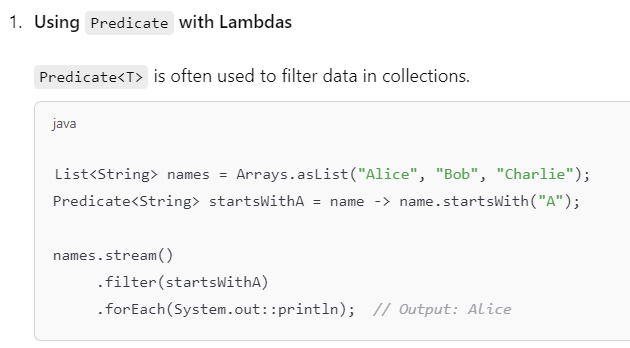 1. Using Predicate with Lambdas
Predicate<T> is often used to filter data in collections.
java
List<String> names = Arrays.asList("Alice", "Bob", "Charlie");
Predicate<String> startsWithA = name -> name.startsWith("A");
names.stream()
.filter(startsWithA)
.forEach(System.out::println);  // Output: Alice